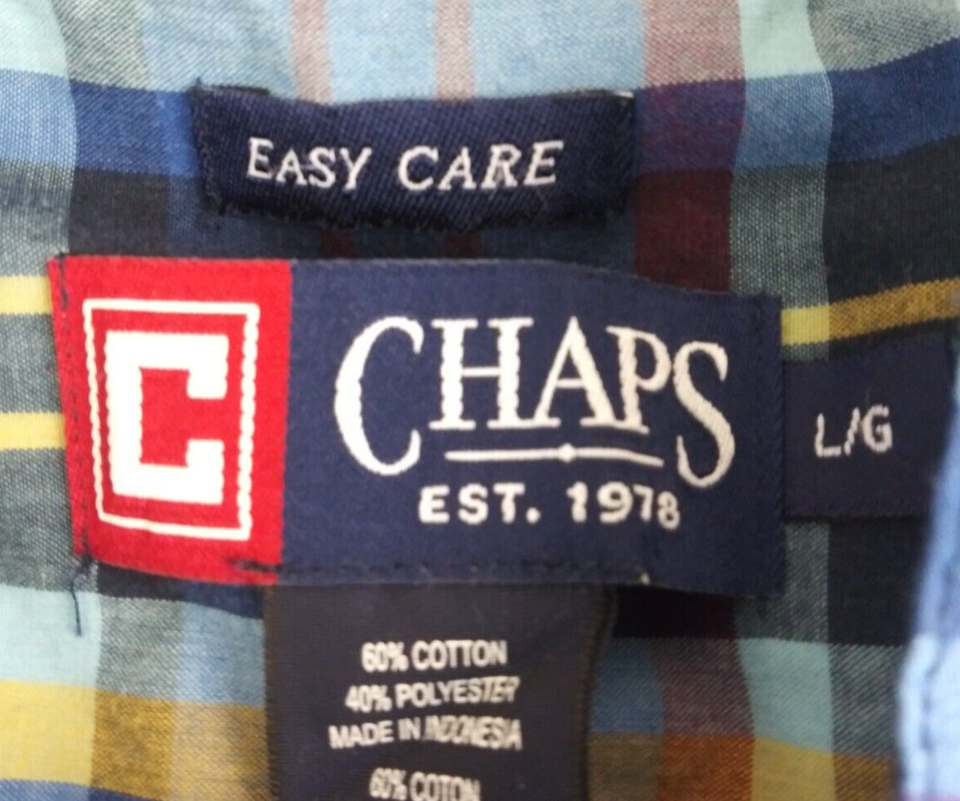 EASY CARE
C
CHAPS
EST. 1978
L/G
60% COTTON
40% POLYESTER
MADE IN INDONESIA
60% COTON